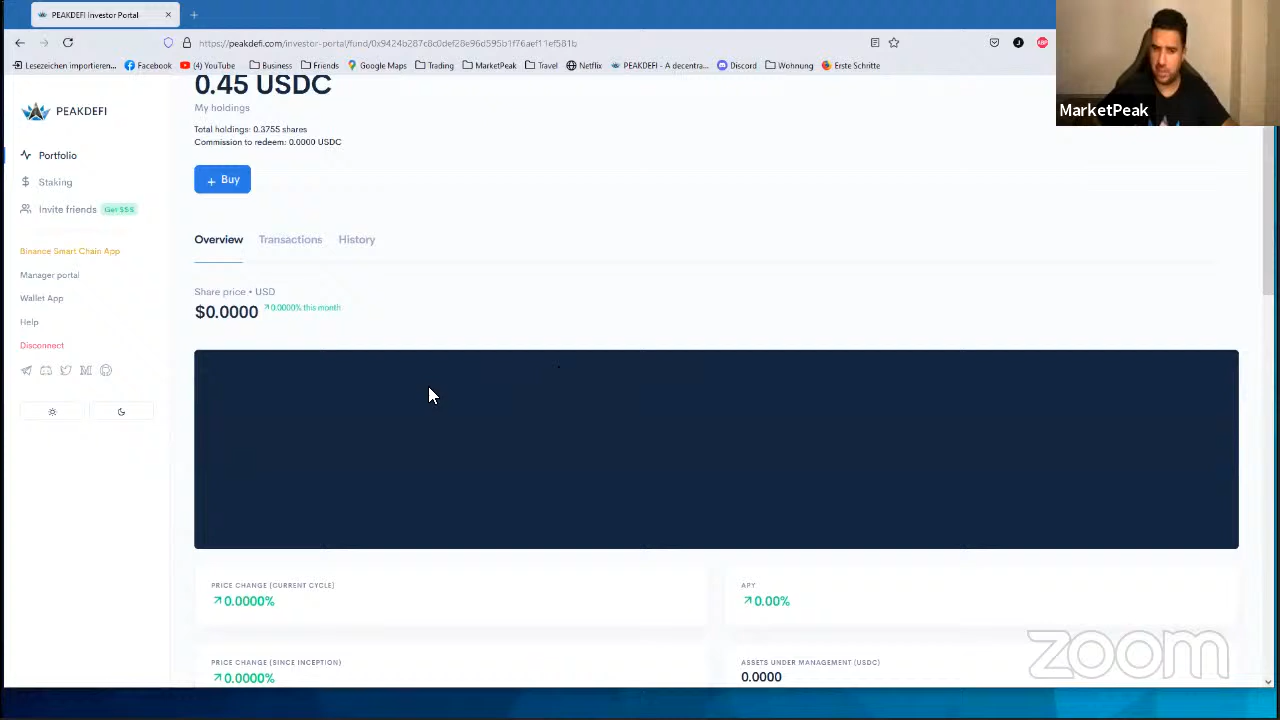 PEAKDEFI Investor Portal
https://peakdefi.com/investor-portal/fund/0x9424b287c8c0def28e96d595b1f76aef11ef581b
Lesezeichen importieren...
Facebook
(4) YouTube
Business
Friends
Google Maps
Trading
MarketPeak
Travel
Netflix
PEAKDEFI - A decentra...
Discord
Wohnung
Erste Schritte
MarketPeak
PEAKDEFI
Portfolio
Staking
Invite friends Get $$$
Binance Smart Chain App
Manager portal
Wallet App
Help
Disconnect
0.45 USDC
My holdings
Total holdings: 0.3755 shares
Commission to redeem: 0.0000 USDC
+ Buy
Overview Transactions History
Share price • USD
$0.0000 0.0000% this month
PRICE CHANGE (CURRENT CYCLE)
0.0000%
APY
0.00%
PRICE CHANGE (SINCE INCEPTION)
0.0000%
ASSETS UNDER MANAGEMENT (USDC)
0.0000
zoom